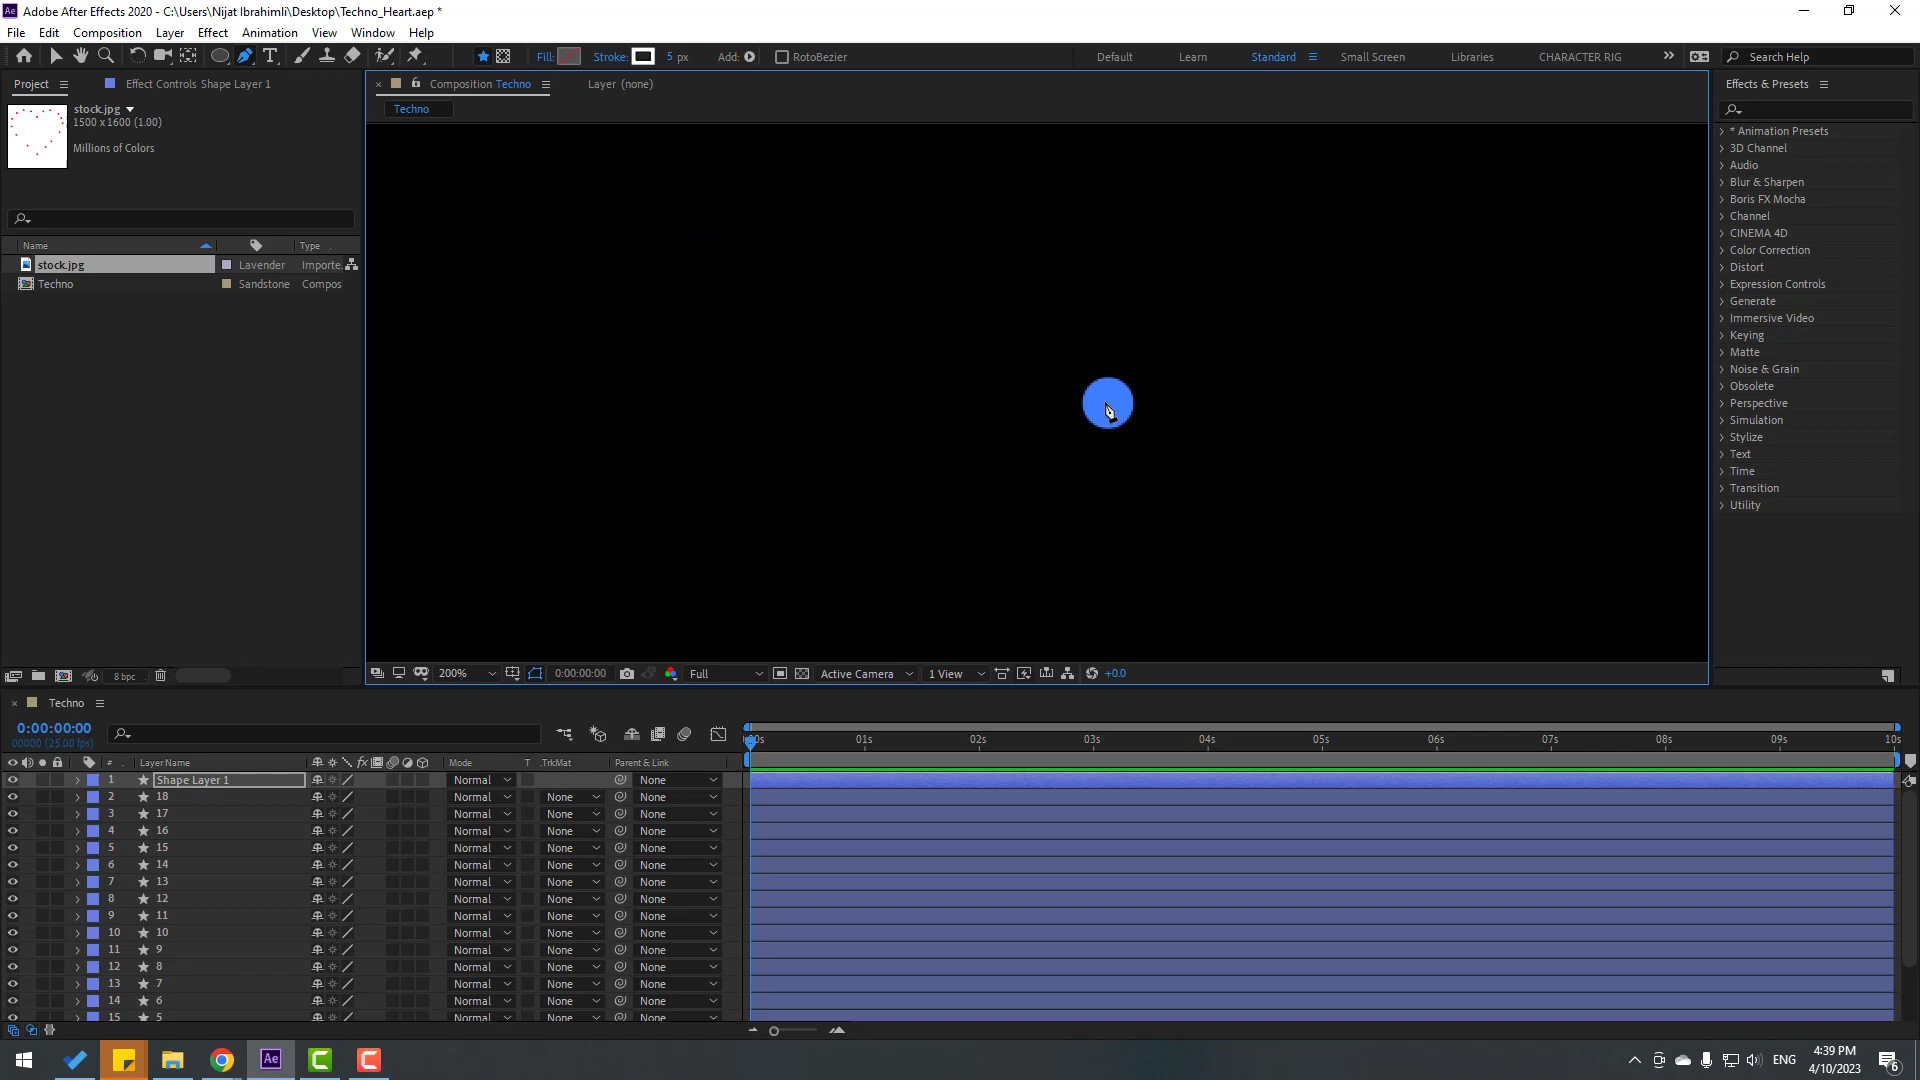 Adobe After Effects 2020 - C:\Users\Nijat Ibrahimli\Desktop\Techno_Heart.aep *
File Edit Composition Layer Effect Animation View Window Help
Fill: Stroke: 5 px Add: RotoBezier Default Learn Standard Small Screen Libraries CHARACTER RIG Search Help
Project Effect Controls Shape Layer 1
stock.jpg
1500 x 1600 (1.00)
Millions of Colors
Name Type
stock.jpg Lavender Importe
Techno Sandstone Compos
8 bpc
Composition Techno Layer (none)
Techno
200% 0:00:00:00 Full Active Camera 1 View +0.0
Effects & Presets
* Animation Presets
3D Channel
Audio
Blur & Sharpen
Boris FX Mocha
Channel
CINEMA 4D
Color Correction
Distort
Expression Controls
Generate
Immersive Video
Keying
Matte
Noise & Grain
Obsolete
Perspective
Simulation
Stylize
Text
Time
Transition
Utility
Techno
0:00:00:00
00000 (25.00 fps)
00s 01s 02s 03s 04s 05s 06s 07s 08s 09s 10s
# Layer Name Mode T .TrkMat Parent & Link
1 Shape Layer 1 Normal None
2 18 Normal None None
3 17 Normal None None
4 16 Normal None None
5 15 Normal None None
6 14 Normal None None
7 13 Normal None None
8 12 Normal None None
9 11 Normal None None
10 10 Normal None None
11 9 Normal None None
12 8 Normal None None
13 7 Normal None None
14 6 Normal None None
15 5 Normal None None
Ae ENG 4:39 PM
4/10/2023 6